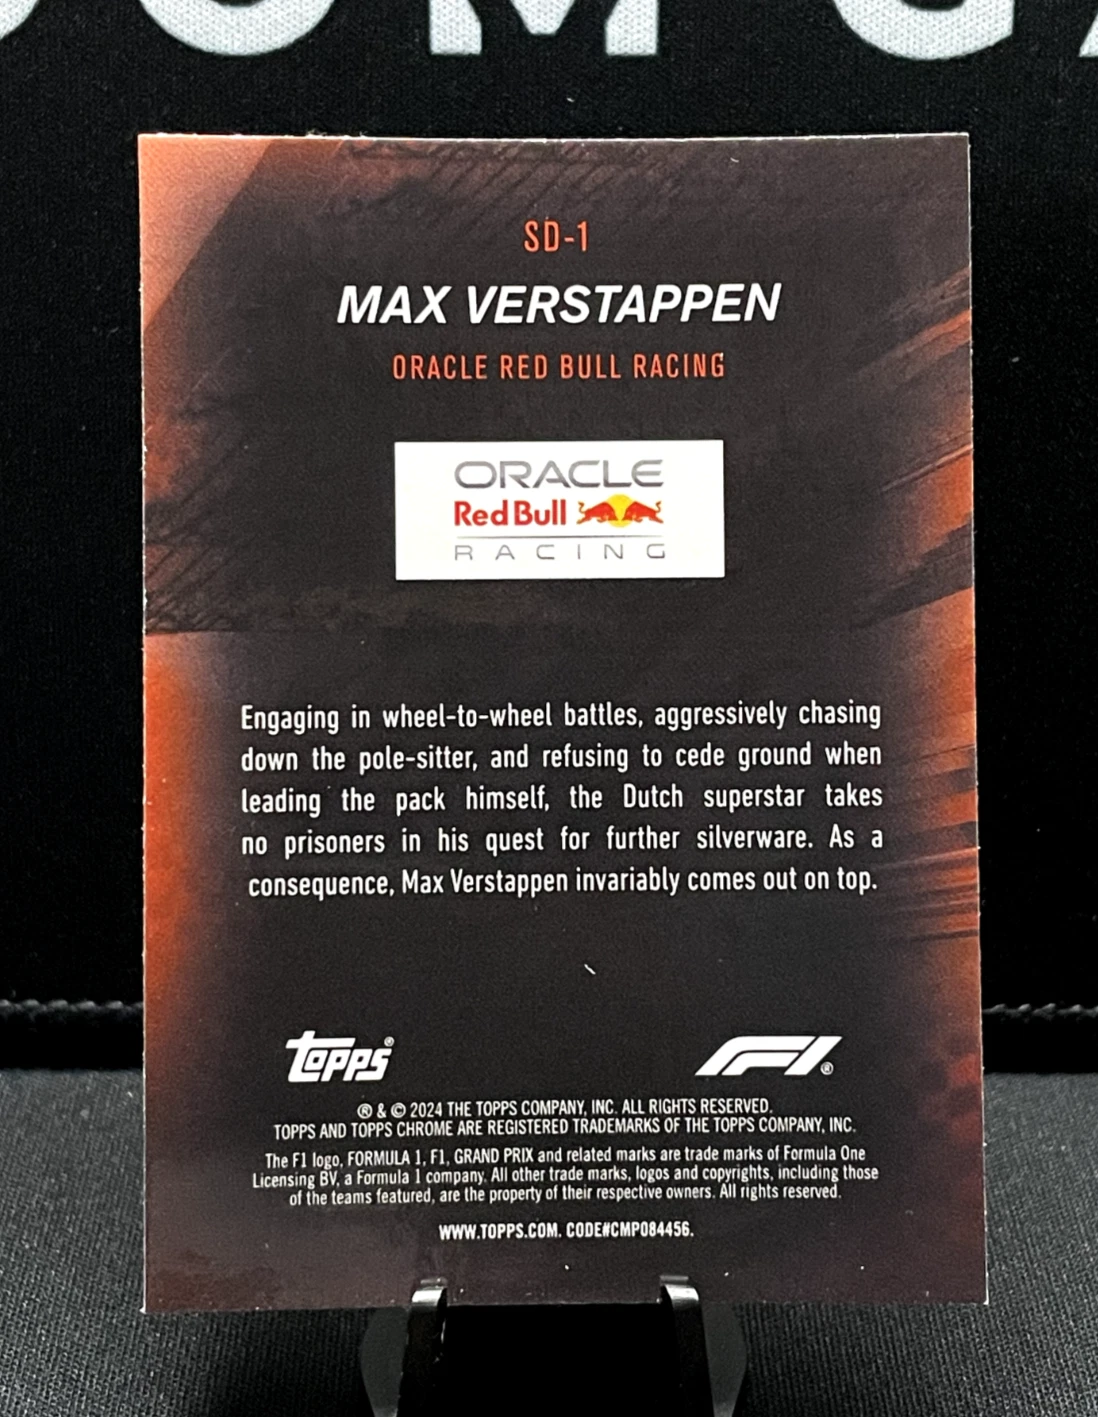 SD-1
MAX VERSTAPPEN
ORACLE RED BULL RACING
ORACLE
Red Bull
RACING
Engaging in wheel-to-wheel battles, aggressively chasing
down the pole-sitter, and refusing to cede ground when
leading the pack himself, the Dutch superstar takes
no prisoners in his quest for further silverware. As a
consequence, Max Verstappen invariably comes out on top.
topps® F1®
® & © 2024 THE TOPPS COMPANY, INC. ALL RIGHTS RESERVED.
TOPPS AND TOPPS CHROME ARE REGISTERED TRADEMARKS OF THE TOPPS COMPANY, INC.
The F1 logo, FORMULA 1, F1, GRAND PRIX and related marks are trade marks of Formula One
Licensing BV, a Formula 1 company. All other trade marks, logos and copyrights, including those
of the teams featured, are the property of their respective owners. All rights reserved.
WWW.TOPPS.COM. CODE#CMP084456.